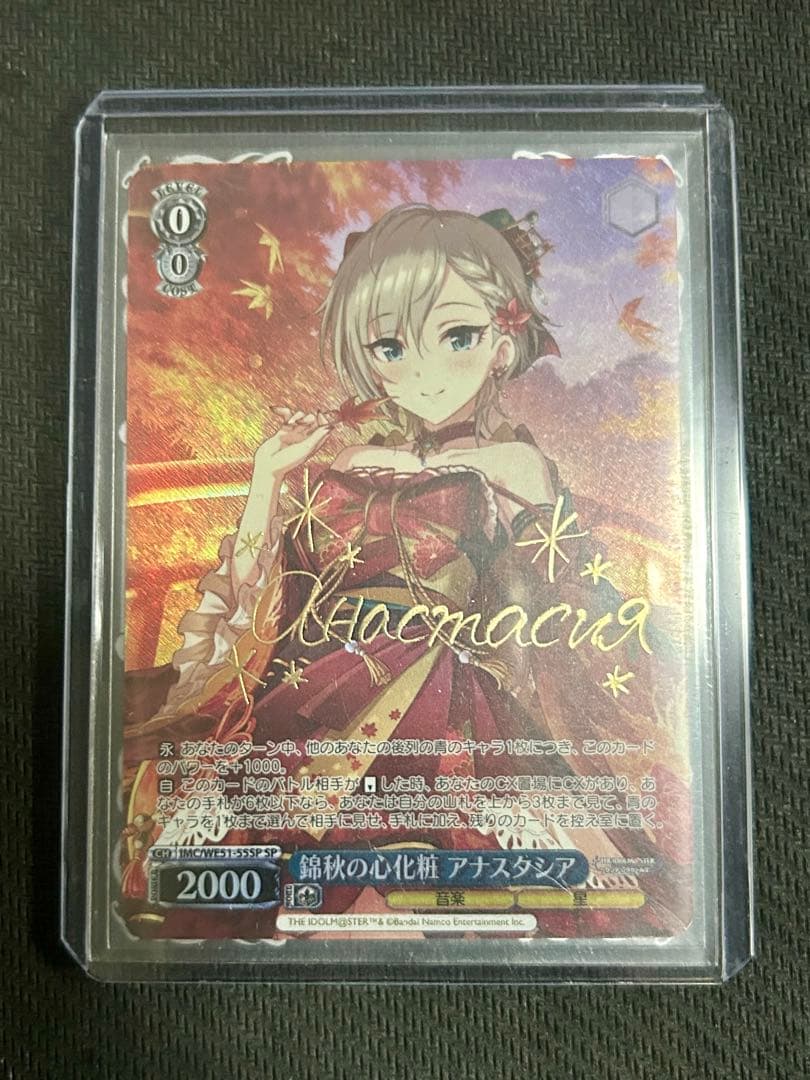 LEVEL
0
0
COST
Анастасия
永 あなたのターン中、他のあなたの後列の青のキャラ1枚につき、このカード
のパワーを+1000。
自 このカードのバトル相手が した時、あなたのCX置場にCXがあり、あ
なたの手札が6枚以下なら、あなたは自分の山札を上から3枚まで見て、青の
キャラを1枚まで選んで相手に見せ、手札に加え、残りのカードを控え室に置く。
CH IMC/WE51-55SP SP
POWER 2000
錦秋の心化粧 アナスタシア
音楽 星
THE IDOLM@STER™& ©Bandai Namco Entertainment Inc.